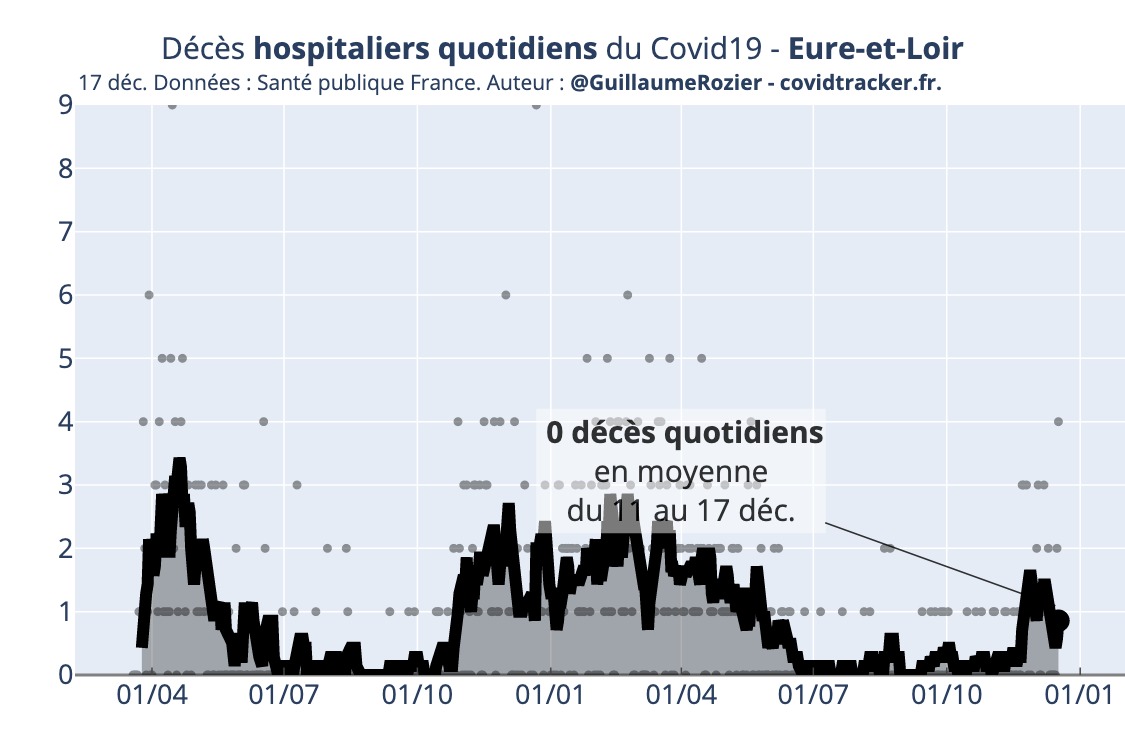 Décès hospitaliers quotidiens du Covid19 - Eure-et-Loir
17 déc. Données : Santé publique France. Auteur : @GuillaumeRozier - covidtracker.fr.
9
8
7
6
5
4
0 décès quotidiens
en moyenne
3
du 11 au 17 déc.
2
1
0
01/04 01/07 01/10 01/01 01/04 01/07 01/10 01/01